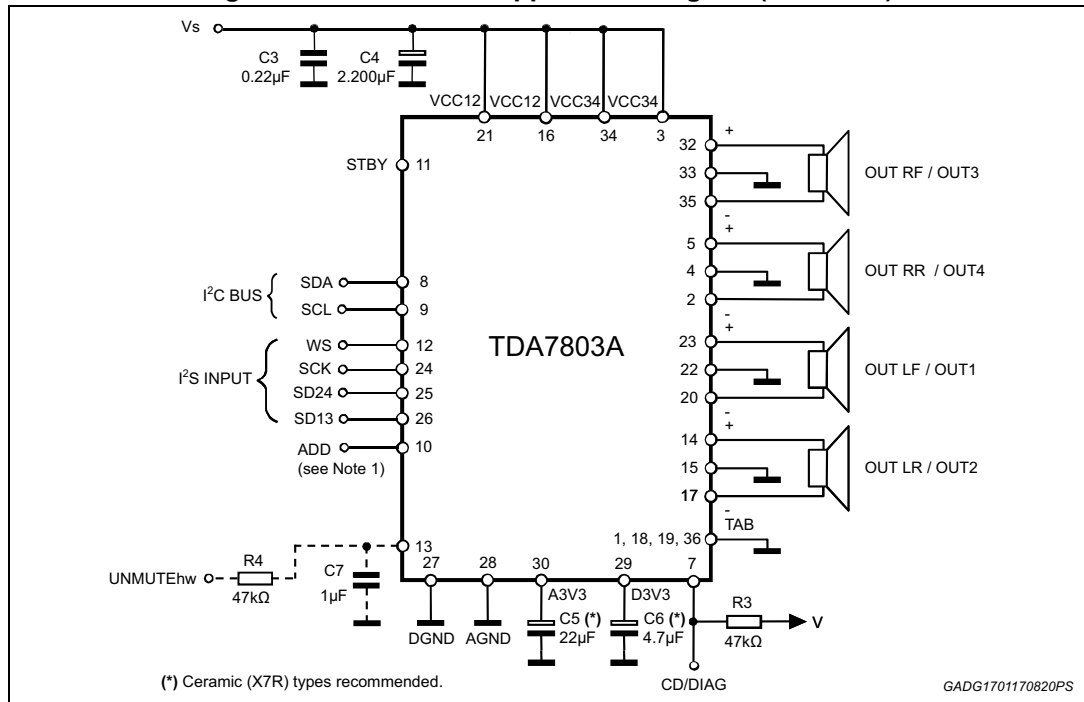 Vs
C3
0.22µF
C4
2.200µF
VCC12 VCC12 VCC34 VCC34
21 16 34 3
STBY 11
I²C BUS
SDA 8
SCL 9
I²S INPUT
WS 12
SCK 24
SD24 25
SD13 26
ADD 10
(see Note 1)
TDA7803A
+
32
33
35
-
OUT RF / OUT3
+
5
4
2
-
OUT RR / OUT4
+
23
22
20
-
OUT LF / OUT1
+
14
15
17
-
OUT LR / OUT2
TAB
1, 18, 19, 36
13
UNMUTEhw
R4
47kΩ
C7
1µF
27 28 30 29 7
DGND
AGND
A3V3
C5 (*)
22µF
D3V3
C6 (*)
4.7µF
R3
47kΩ
V
CD/DIAG
(*) Ceramic (X7R) types recommended.
GADG1701170820PS